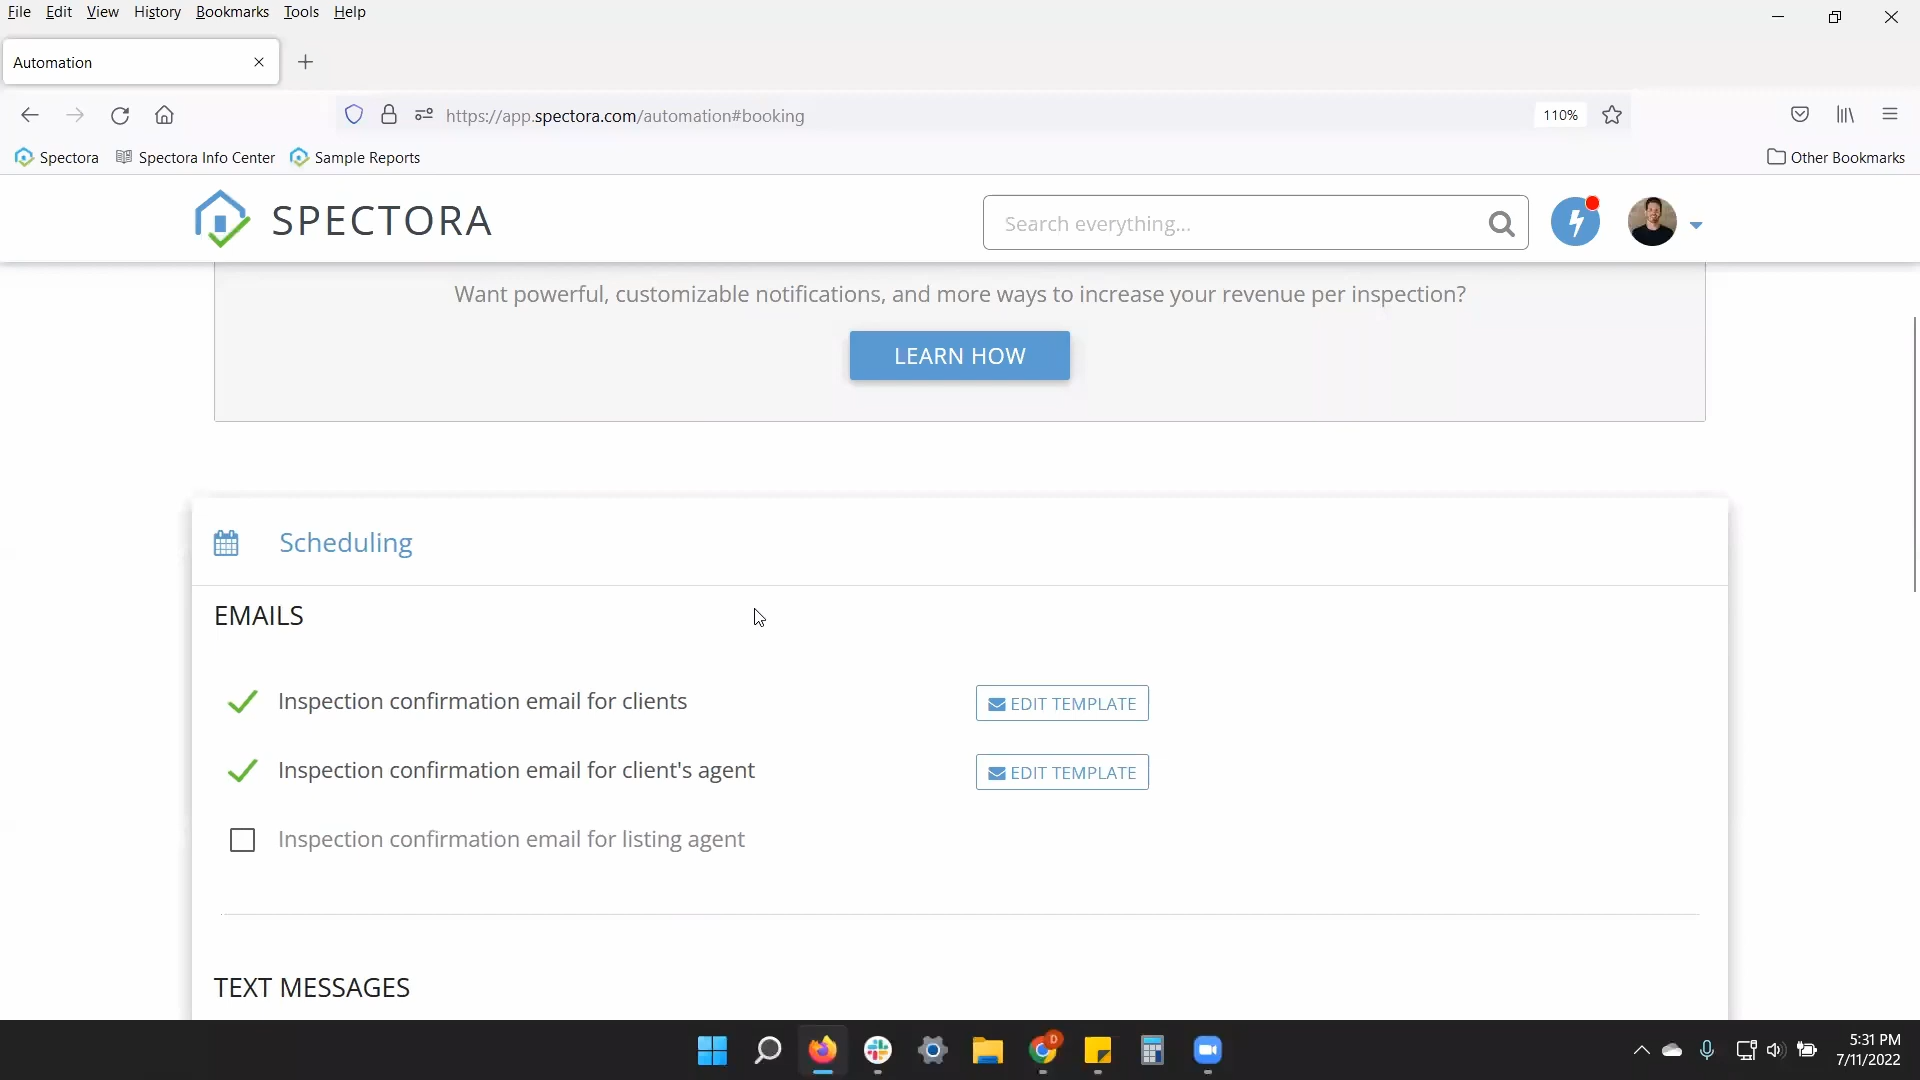 File Edit View History Bookmarks Tools Help
Automation
https://app.spectora.com/automation#booking
110%
Spectora Spectora Info Center Sample Reports Other Bookmarks
SPECTORA
Search everything...
Want powerful, customizable notifications, and more ways to increase your revenue per inspection?
LEARN HOW
Scheduling
EMAILS
Inspection confirmation email for clients
EDIT TEMPLATE
Inspection confirmation email for client's agent
EDIT TEMPLATE
Inspection confirmation email for listing agent
TEXT MESSAGES
D
5:31 PM
7/11/2022